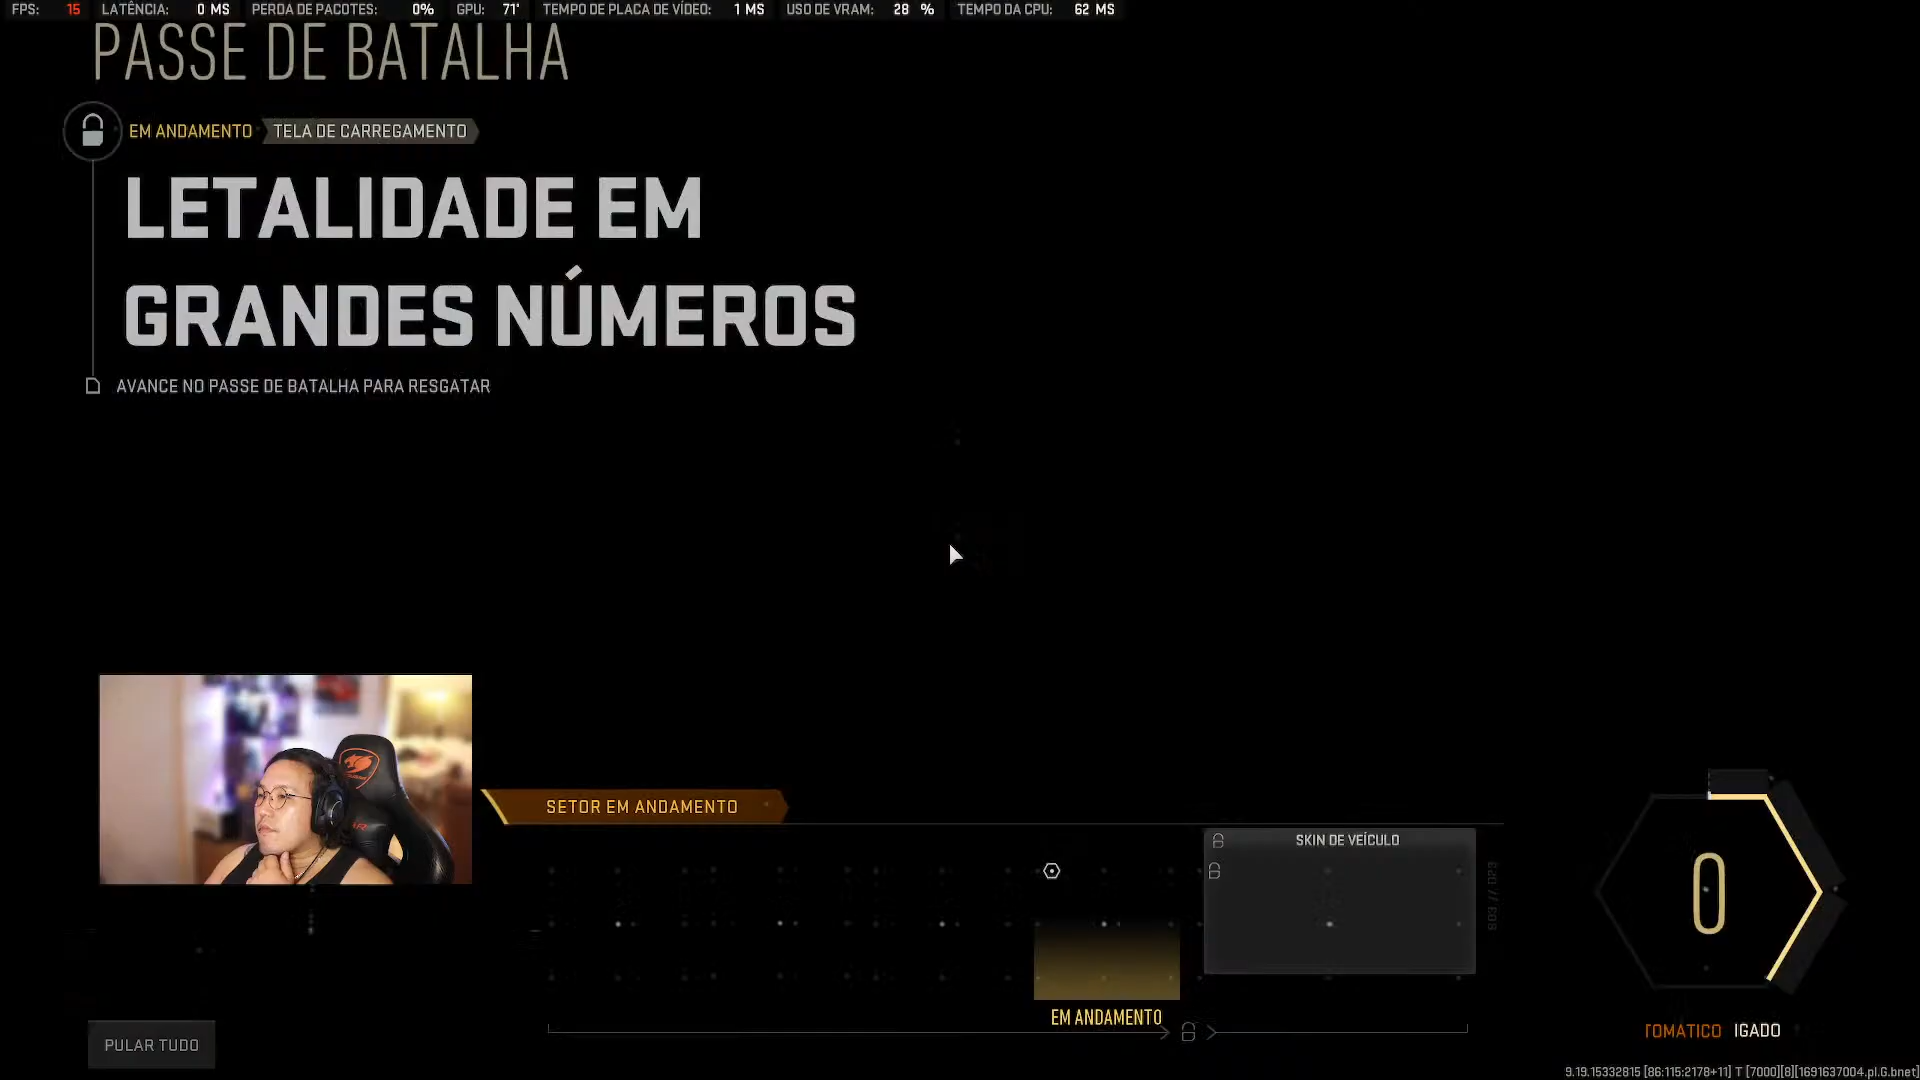 FPS: 15 LATÊNCIA: 0 MS PERDA DE PACOTES: 0% GPU: 71° TEMPO DE PLACA DE VÍDEO: 1 MS USO DE VRAM: 28 % TEMPO DA CPU: 62 MS
PASSE DE BATALHA
EM ANDAMENTO TELA DE CARREGAMENTO
LETALIDADE EM
GRANDES NÚMEROS
AVANCE NO PASSE DE BATALHA PARA RESGATAR
SETOR EM ANDAMENTO
SKIN DE VEÍCULO
0
EM ANDAMENTO
TOMÁTICO IGADO
PULAR TUDO
9.19.15332815 [86:115:2178+11] T [7000][8][1691637004.pl.G.bnet]